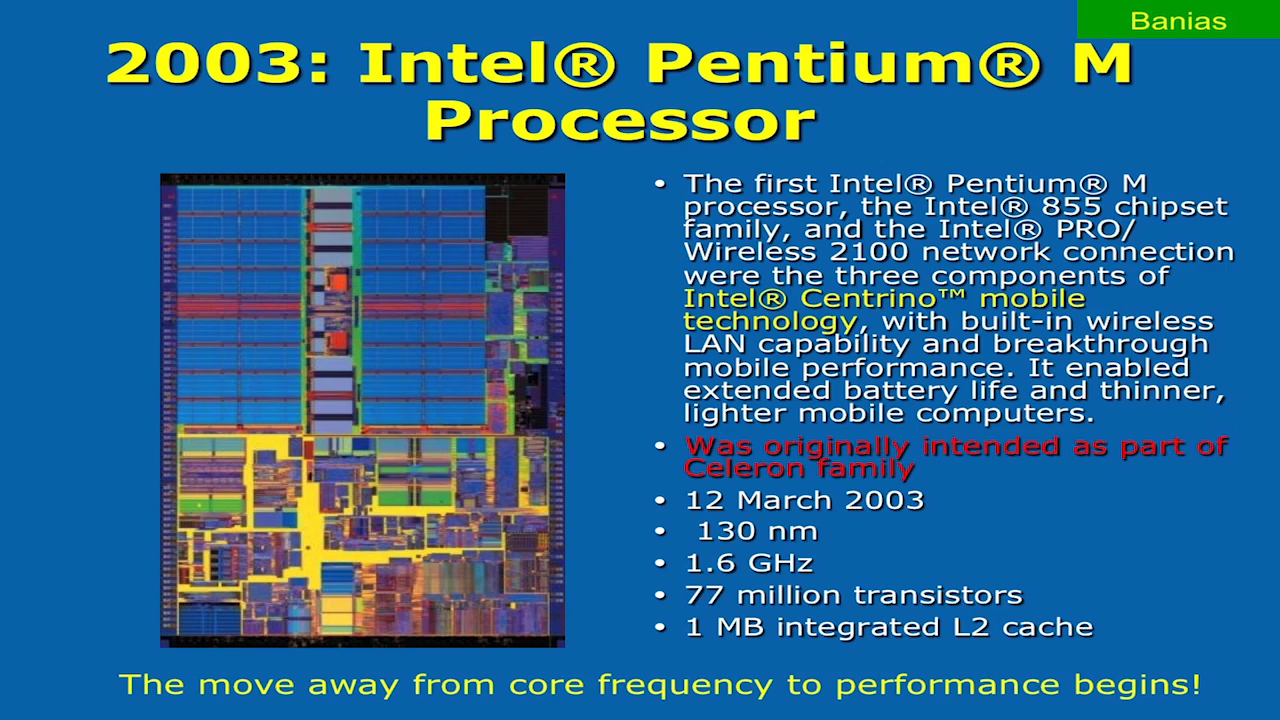 Banias
2003: Intel® Pentium® M
Processor
• The first Intel® Pentium® M
processor, the Intel® 855 chipset
family, and the Intel® PRO/
Wireless 2100 network connection
were the three components of
Intel® Centrino™ mobile
technology, with built-in wireless
LAN capability and breakthrough
mobile performance. It enabled
extended battery life and thinner,
lighter mobile computers.
• Was originally intended as part of
Celeron family
• 12 March 2003
• 130 nm
• 1.6 GHz
• 77 million transistors
• 1 MB integrated L2 cache
The move away from core frequency to performance begins!